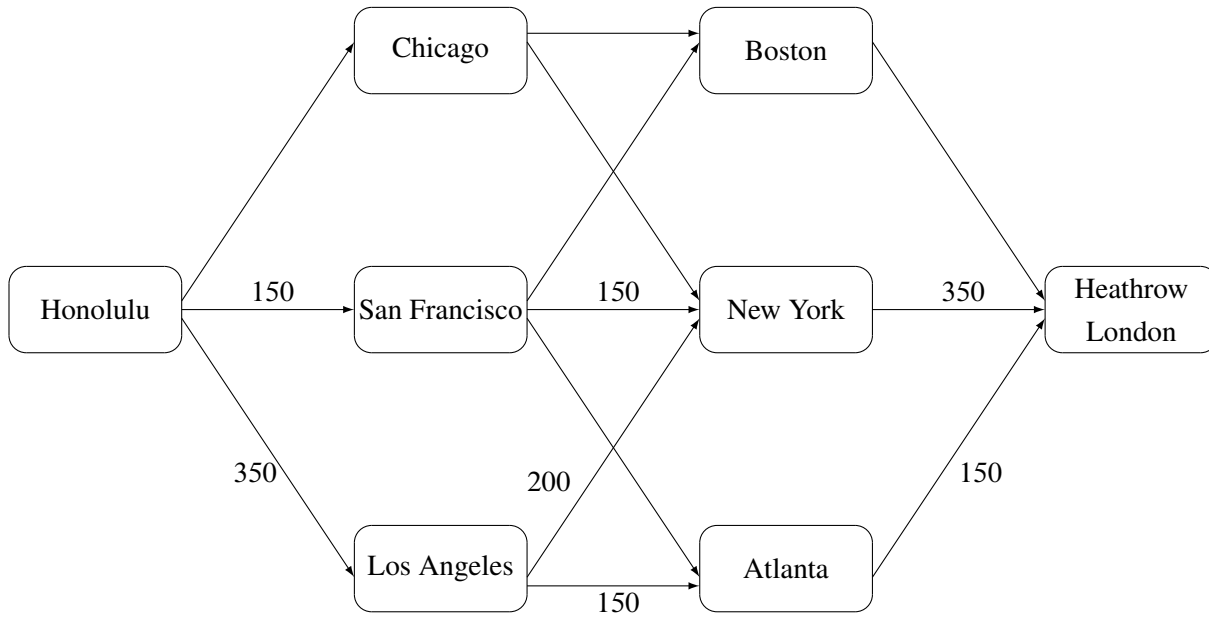 Chicago
Boston
Honolulu
150
San Francisco
150
New York
350
Heathrow
London
350
200
150
Los Angeles
150
Atlanta